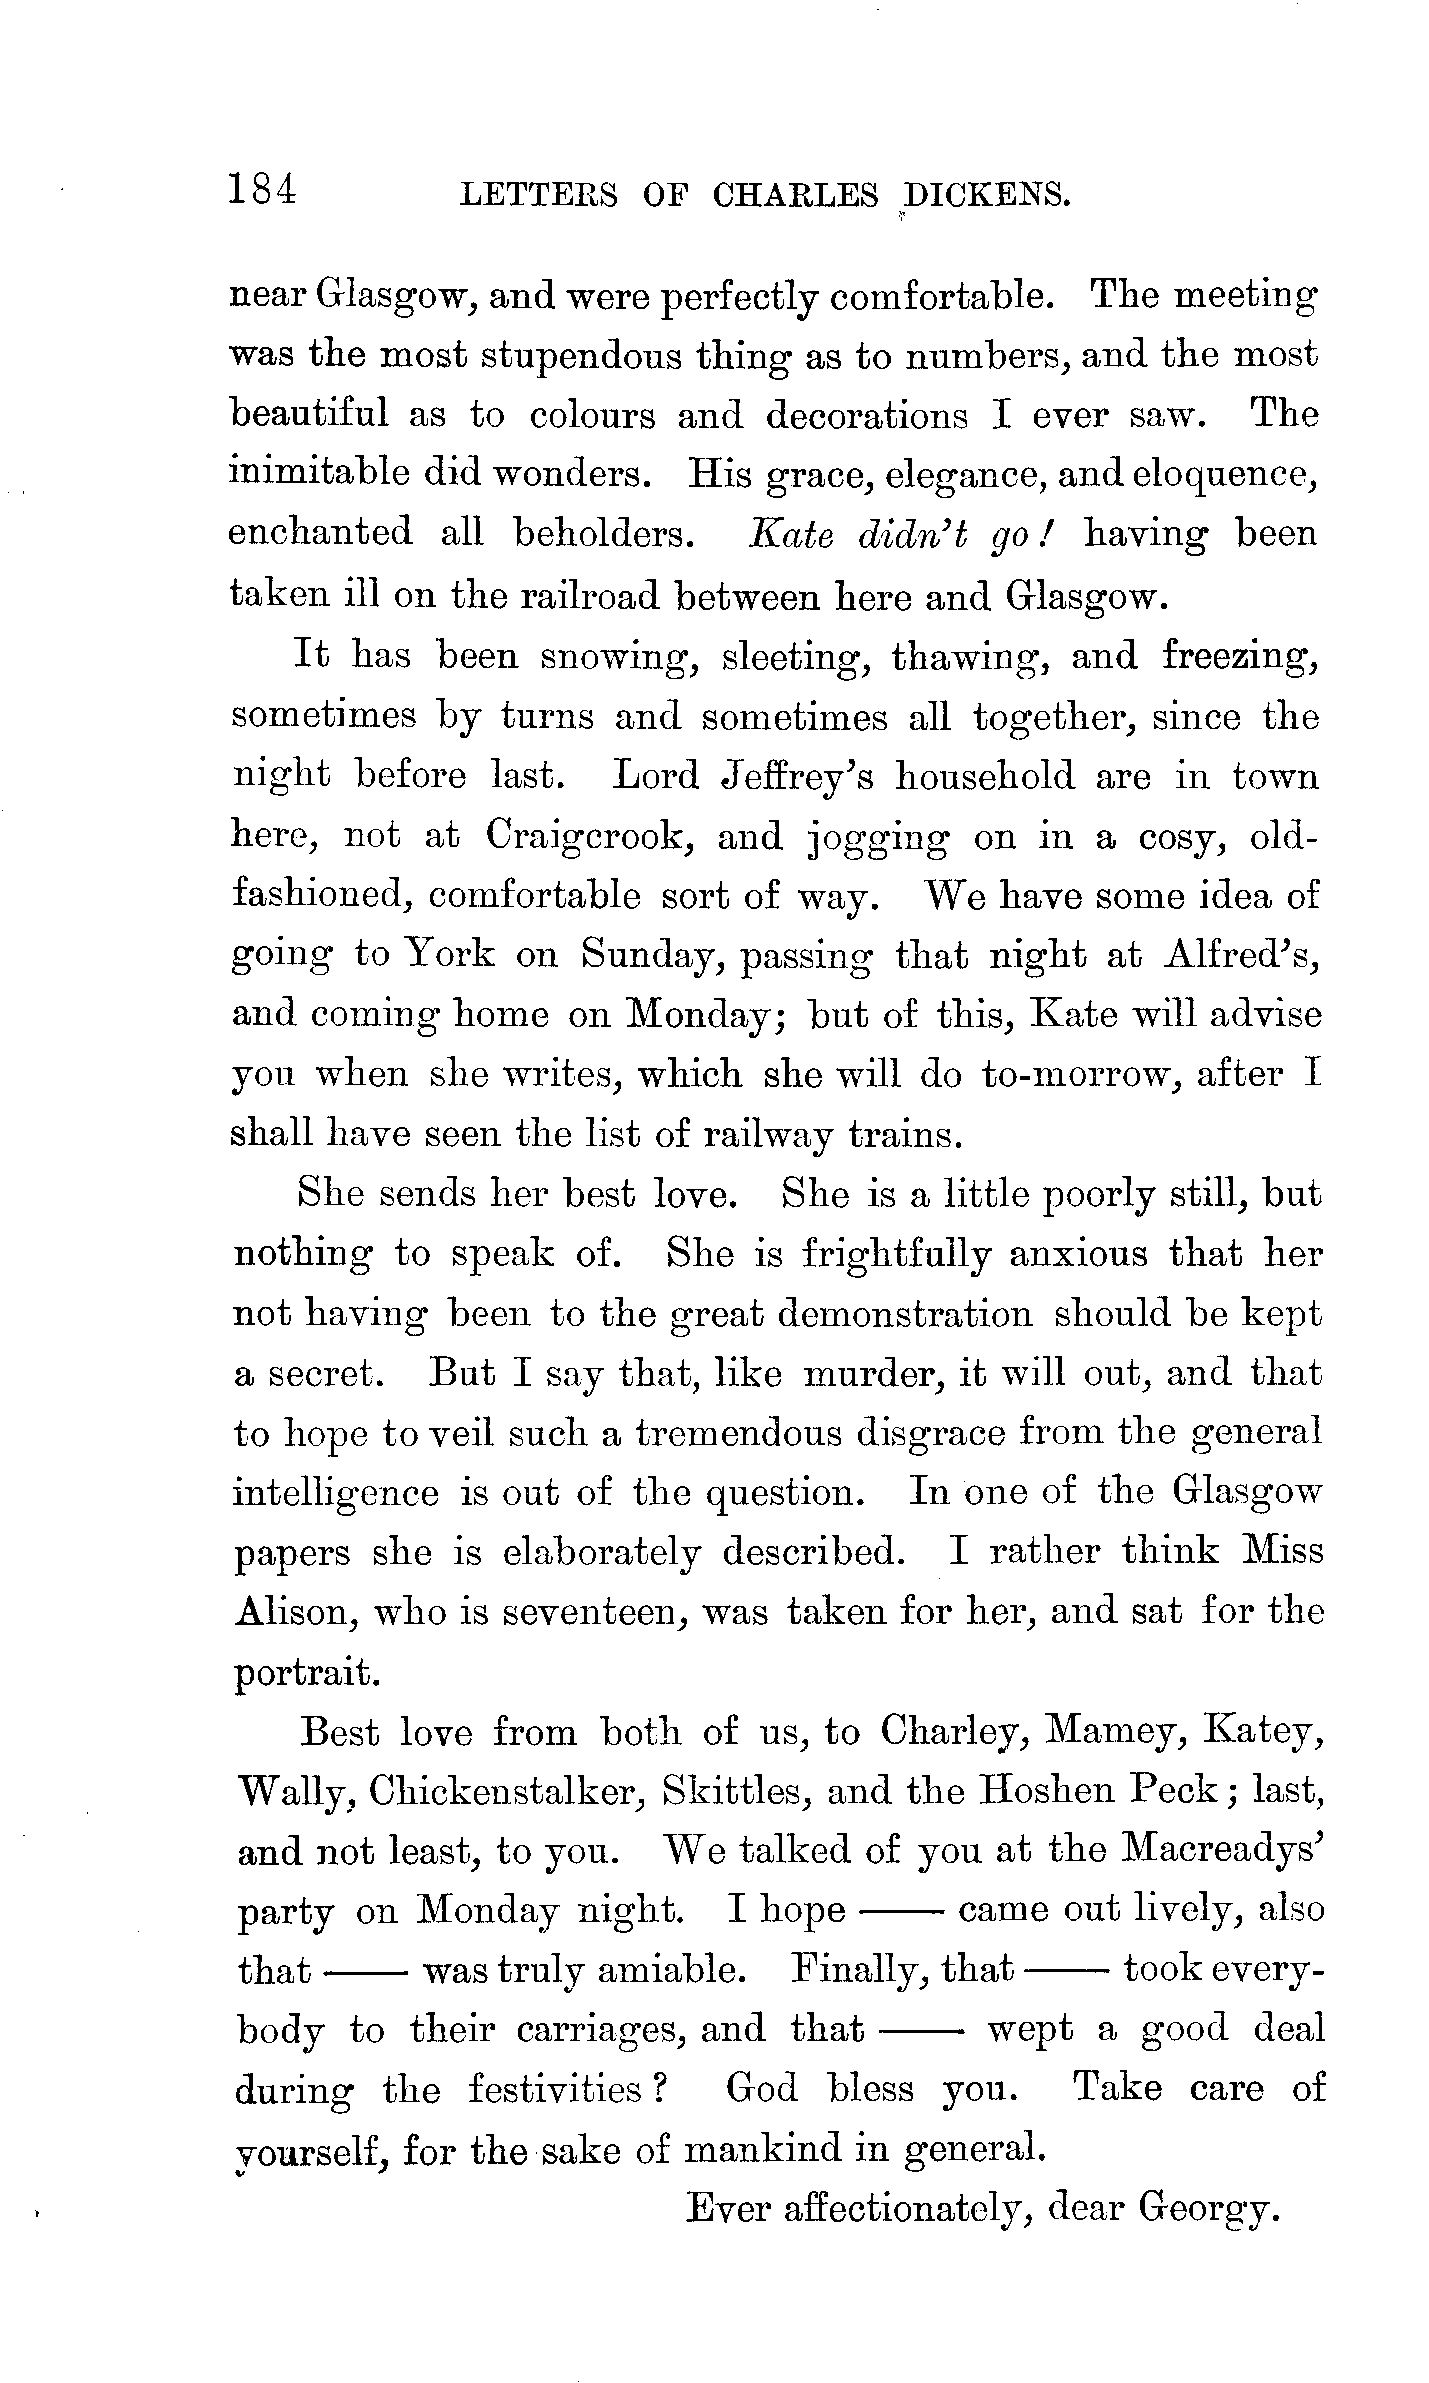 184 LETTERS OF CHARLES DICKENS.
near Glasgow, and were perfectly comfortable. The meeting
was the most stupendous thing as to numbers, and the most
beautiful as to colours and decorations I ever saw. The
inimitable did wonders. His grace, elegance, and eloquence,
enchanted all beholders. Kate didn't go! having been
taken ill on the railroad between here and Glasgow.
It has been snowing, sleeting, thawing, and freezing,
sometimes by turns and sometimes all together, since the
night before last. Lord Jeffrey's household are in town
here, not at Craigcrook, and jogging on in a cosy, old-
fashioned, comfortable sort of way. We have some idea of
going to York on Sunday, passing that night at Alfred's,
and coming home on Monday; but of this, Kate will advise
you when she writes, which she will do to-morrow, after I
shall have seen the list of railway trains.
She sends her best love. She is a little poorly still, but
nothing to speak of. She is frightfully anxious that her
not having been to the great demonstration should be kept
a secret. But I say that, like murder, it will out, and that
to hope to veil such a tremendous disgrace from the general
intelligence is out of the question. In one of the Glasgow
papers she is elaborately described. I rather think Miss
Alison, who is seventeen, was taken for her, and sat for the
portrait.
Best love from both of us, to Charley, Mamey, Katey,
Wally, Chickenstalker, Skittles, and the Hoshen Peck; last,
and not least, to you. We talked of you at the Macreadys'
party on Monday night. I hope —— came out lively, also
that —— was truly amiable. Finally, that —— took every-
body to their carriages, and that —— wept a good deal
during the festivities? God bless you. Take care of
yourself, for the sake of mankind in general.
Ever affectionately, dear Georgy.